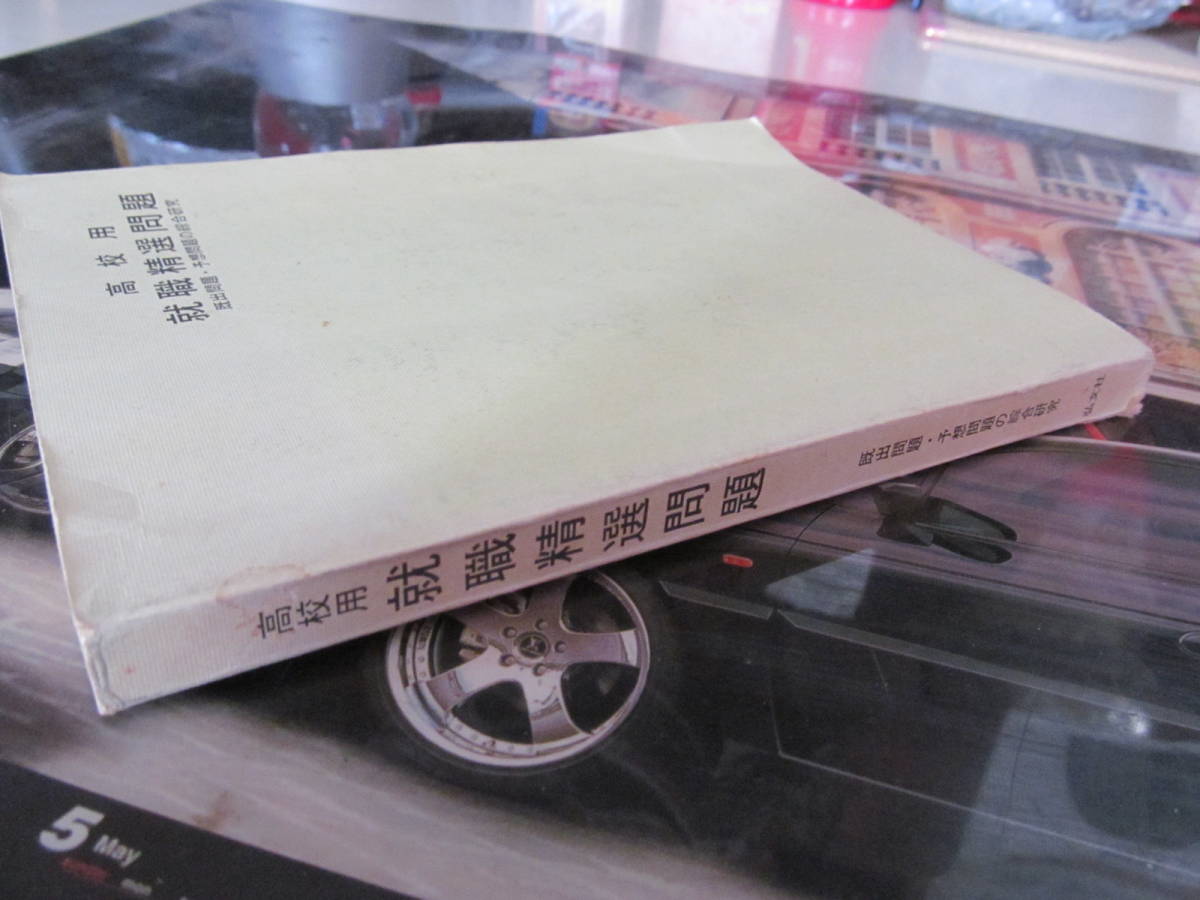 高校用
就職精選問題
既出問題・予想問題の綜合研究
高校用 就職精選問題 既出問題・予想問題の綜合研究 弘文社
5 May